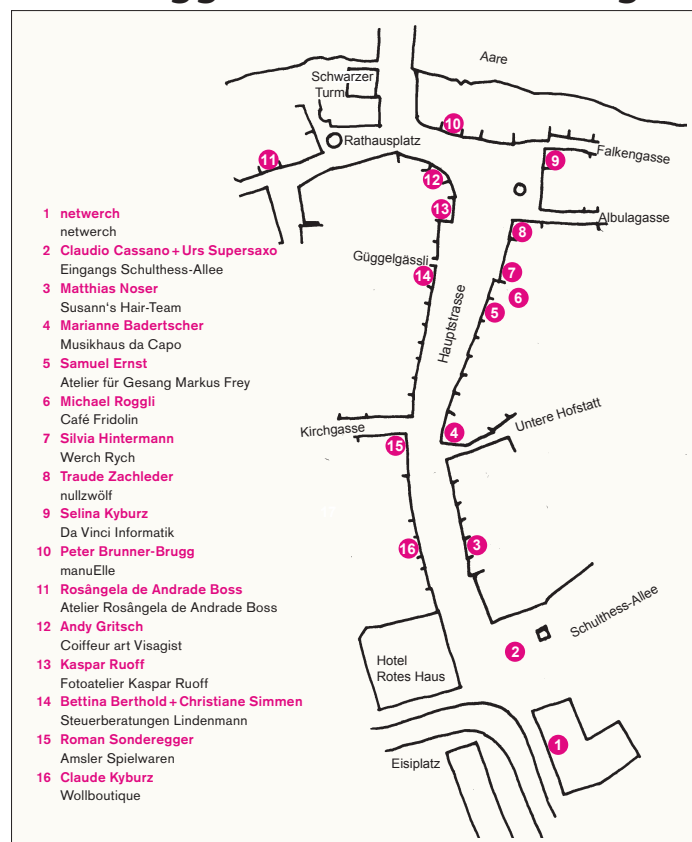 Aare
Schwarzer
Turm
Rathausplatz
10
11
9
Falkengasse
12
13
Albulagasse
8
Güggelgässli
14
7
6
5
Hauptstrasse
Kirchgasse
15
4
Untere Hofstatt
16
3
Schulthess-Allee
2
Hotel
Rotes Haus
1
Eisiplatz
1 netwerch
netwerch
2 Claudio Cassano + Urs Supersaxo
Eingangs Schulthess-Allee
3 Matthias Noser
Susann's Hair-Team
4 Marianne Badertscher
Musikhaus da Capo
5 Samuel Ernst
Atelier für Gesang Markus Frey
6 Michael Roggli
Café Fridolin
7 Silvia Hintermann
Werch Rych
8 Traude Zachleder
nullzwölf
9 Selina Kyburz
Da Vinci Informatik
10 Peter Brunner-Brugg
manuElle
11 Rosângela de Andrade Boss
Atelier Rosângela de Andrade Boss
12 Andy Gritsch
Coiffeur art Visagist
13 Kaspar Ruoff
Fotoatelier Kaspar Ruoff
14 Bettina Berthold + Christiane Simmen
Steuerberatungen Lindenmann
15 Roman Sonderegger
Amsler Spielwaren
16 Claude Kyburz
Wollboutique